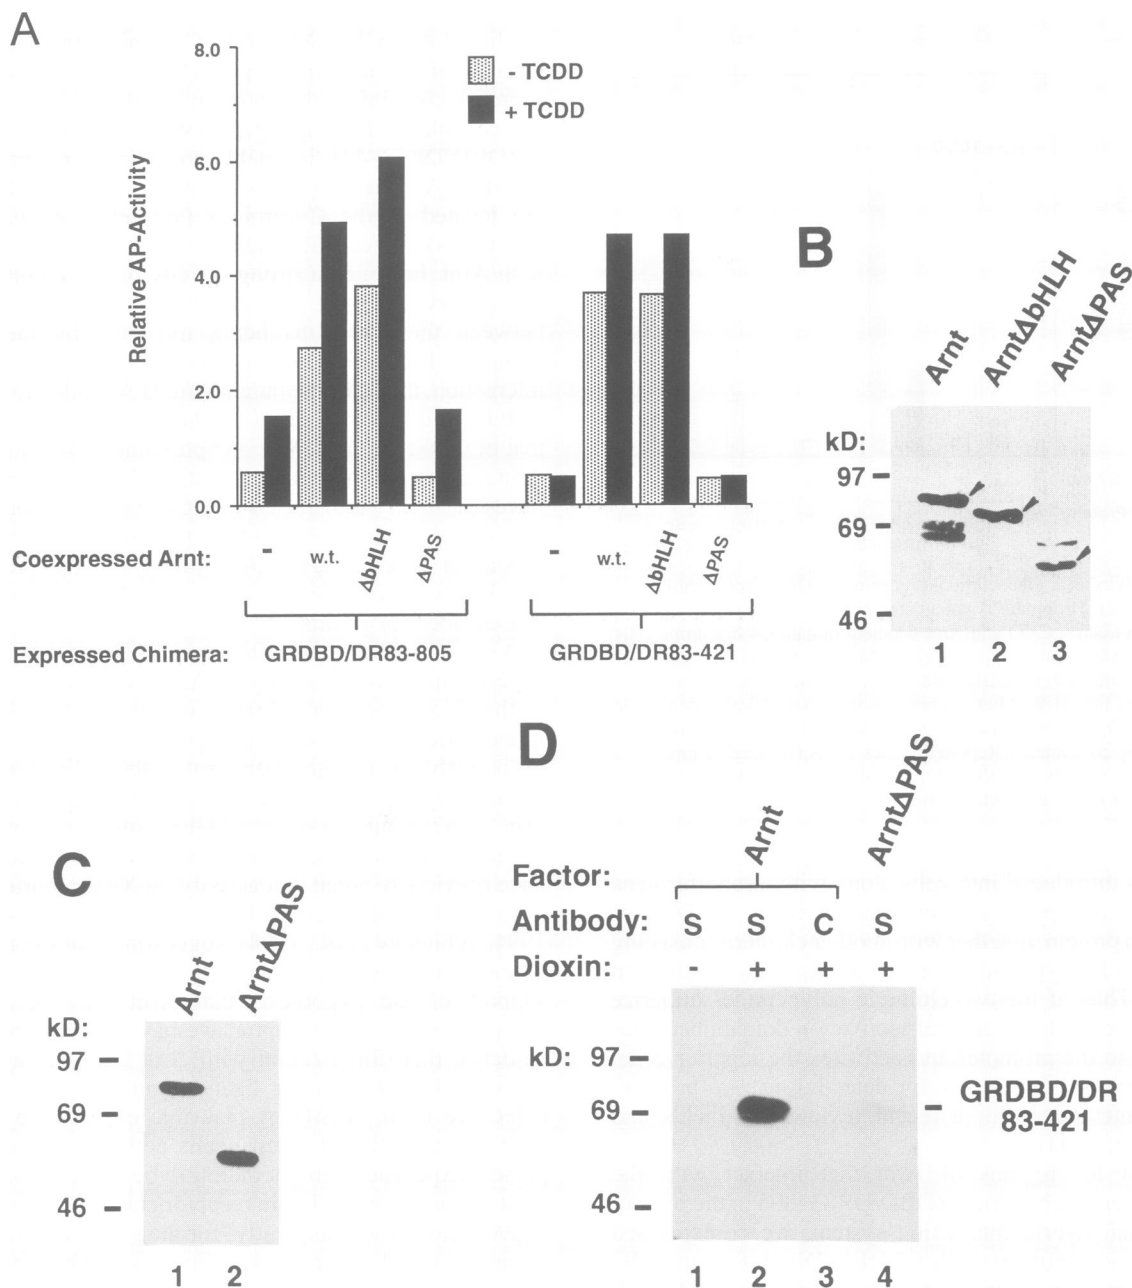 A
8.0
6.0
4.0
2.0
0.0
Relative AP-Activity
- TCDD
+ TCDD
Coexpressed Arnt:
- w.t. ΔbHLH ΔPAS - w.t. ΔbHLH ΔPAS
Expressed Chimera: GRDBD/DR83-805 GRDBD/DR83-421
B
Arnt ArntΔbHLH ArntΔPAS
kD:
97
69
46
1 2 3
C
Arnt ArntΔPAS
kD:
97
69
46
1 2
D
Arnt ArntΔPAS
Factor:
Antibody: S S C S
Dioxin: - + + +
kD: 97
69
46
GRDBD/DR
83-421
1 2 3 4